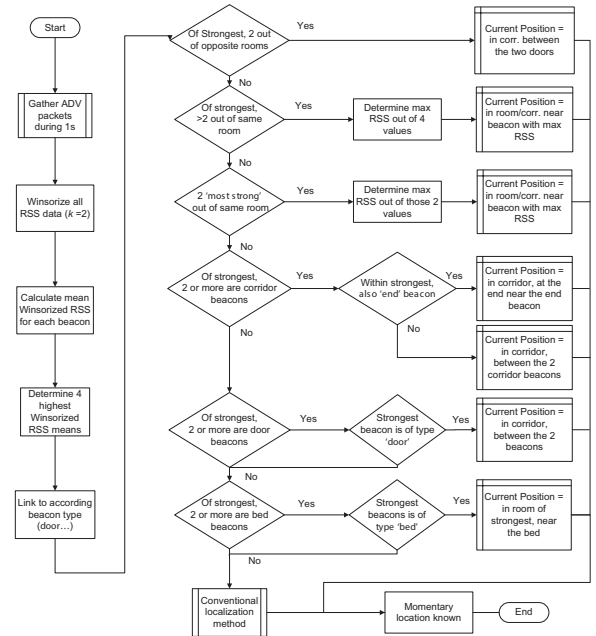 Start
Gather ADV
packets
during 1s
Winsorize all
RSS data (k =2)
Calculate mean
Winsorized RSS
for each beacon
Determine 4
highest
Winsorized
RSS means
Link to according
beacon type
(door…)
Of Strongest, 2 out
of opposite rooms
Yes
Current Position =
in corr. between
the two doors
No
Of strongest,
>2 out of same
room
Yes
Determine max
RSS out of 4
values
Current Position =
in room/corr. near
beacon with max
RSS
No
2 'most strong'
out of same room
Yes
Determine max
RSS out of those 2
values
Current Position =
in room/corr. near
beacon with max
RSS
No
Of strongest,
2 or more are corridor
beacons
Yes
Within strongest,
also 'end' beacon
Yes
Current Position =
in corridor, at the
end near the end
beacon
No
Current Position =
in corridor,
between the 2
corridor beacons
No
Of strongest,
2 or more are door
beacons
Yes
Strongest
beacon is of type
'door'
Yes
Current Position =
in corridor,
between the 2
beacons
No
Of strongest,
2 or more are bed
beacons
Yes
Strongest
beacons is of
type 'bed'
Yes
Current Position =
in room of
strongest, near
the bed
No
Conventional
localization
method
Momentary
location known
End